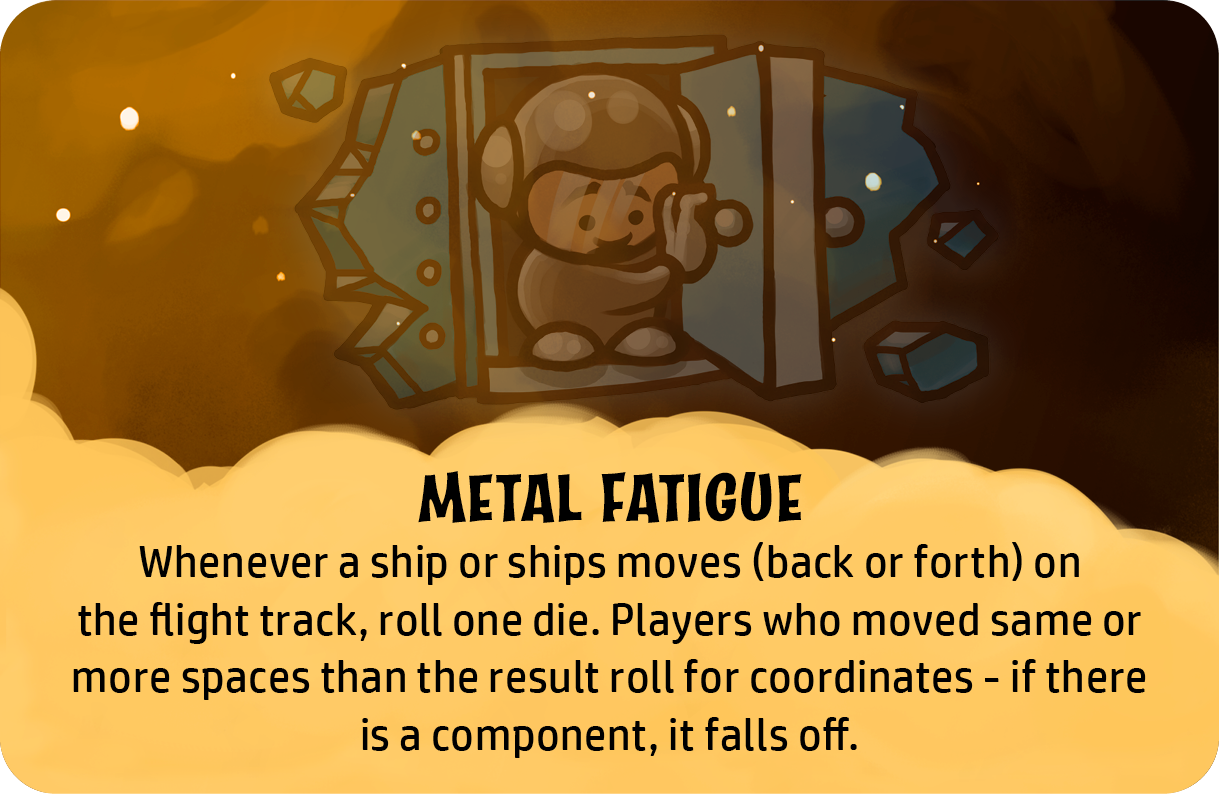 METAL FATIGUE
Whenever a ship or ships moves (back or forth) on
the flight track, roll one die. Players who moved same or
more spaces than the result roll for coordinates - if there
is a component, it falls off.